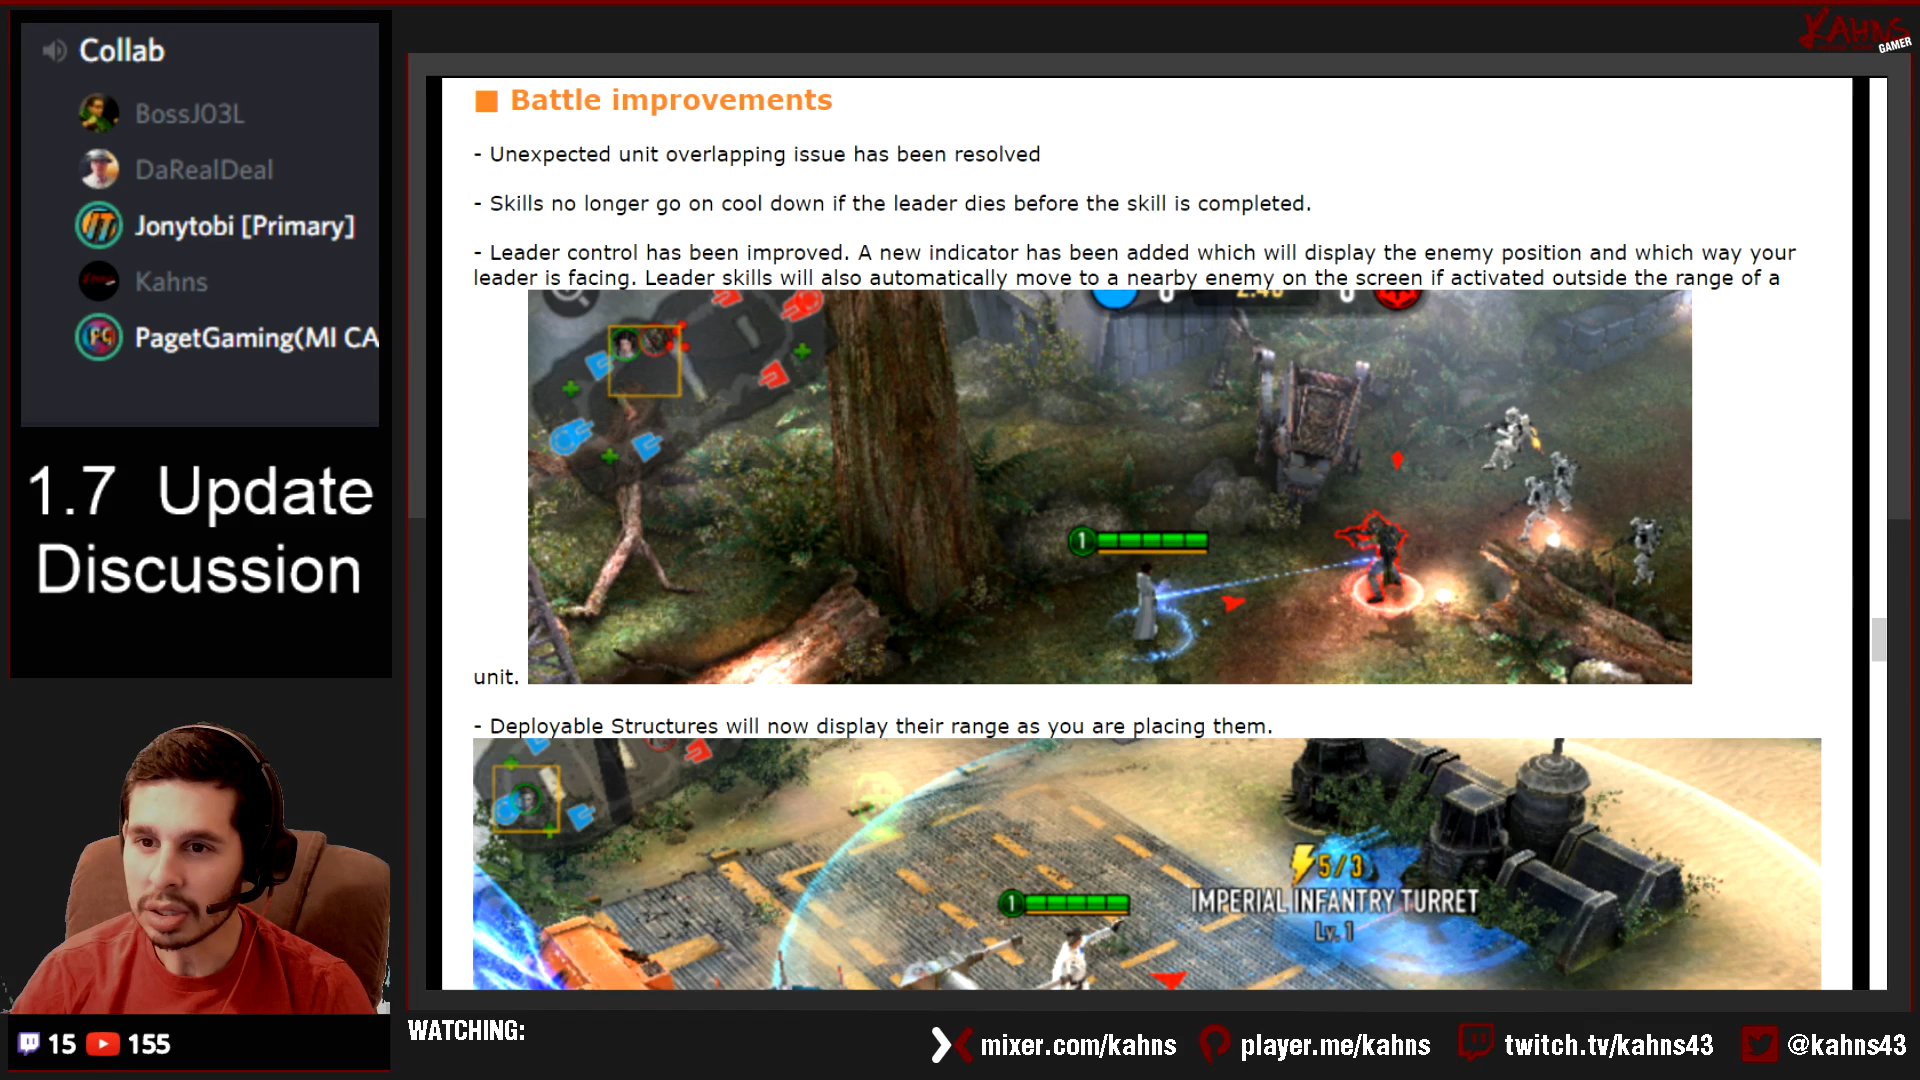 Collab
BossJ03L
DaRealDeal
Jonytobi [Primary]
Kahns
PagetGaming(MI CA
1.7 Update
Discussion
15 155
KAHNS
GAMER
■ Battle improvements
- Unexpected unit overlapping issue has been resolved
- Skills no longer go on cool down if the leader dies before the skill is completed.
- Leader control has been improved. A new indicator has been added which will display the enemy position and which way your
leader is facing. Leader skills will also automatically move to a nearby enemy on the screen if activated outside the range of a
1
unit.
- Deployable Structures will now display their range as you are placing them.
5/3
1
IMPERIAL INFANTRY TURRET
Lv. 1
WATCHING:
mixer.com/kahns
player.me/kahns
twitch.tv/kahns43
@kahns43